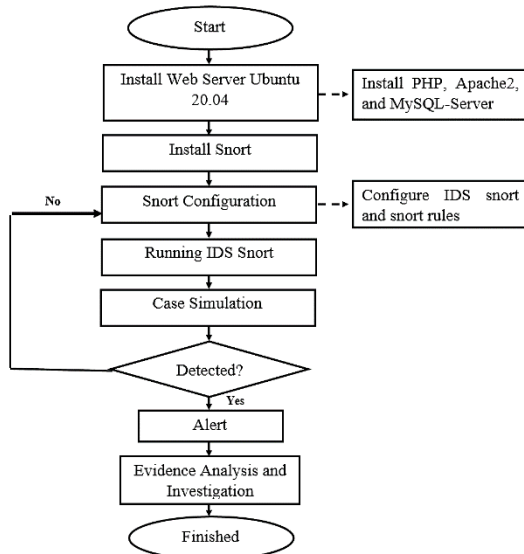 Start
Install Web Server Ubuntu
20.04
Install PHP, Apache2,
and MySQL-Server
Install Snort
No
Snort Configuration
Configure IDS snort
and snort rules
Running IDS Snort
Case Simulation
Detected?
Yes
Alert
Evidence Analysis and
Investigation
Finished